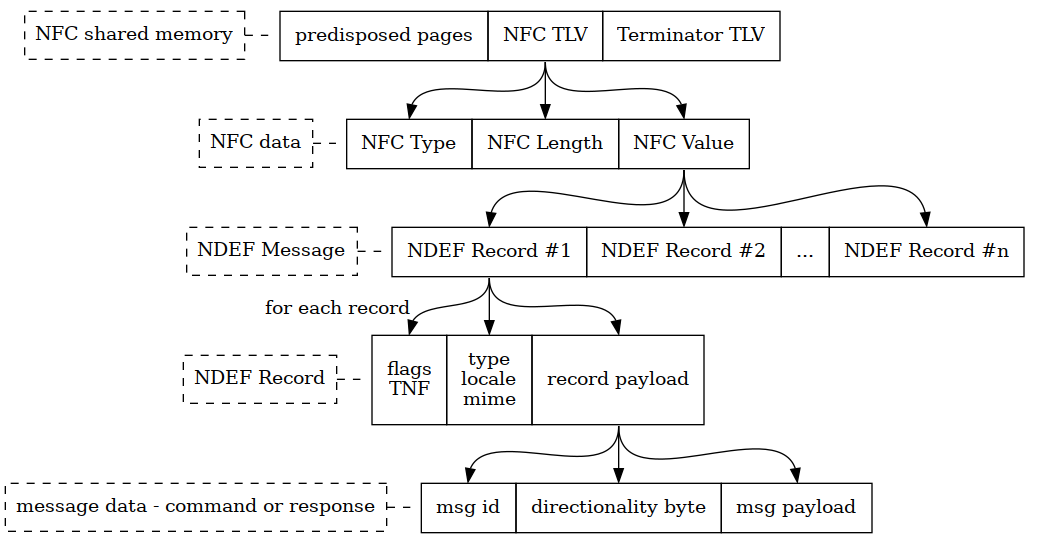 NFC shared memory
predisposed pages
NFC TLV
Terminator TLV
NFC data
NFC Type
NFC Length
NFC Value
NDEF Message
NDEF Record #1
NDEF Record #2
...
NDEF Record #n
for each record
NDEF Record
flags
TNF
type
locale
mime
record payload
message data - command or response
msg id
directionality byte
msg payload